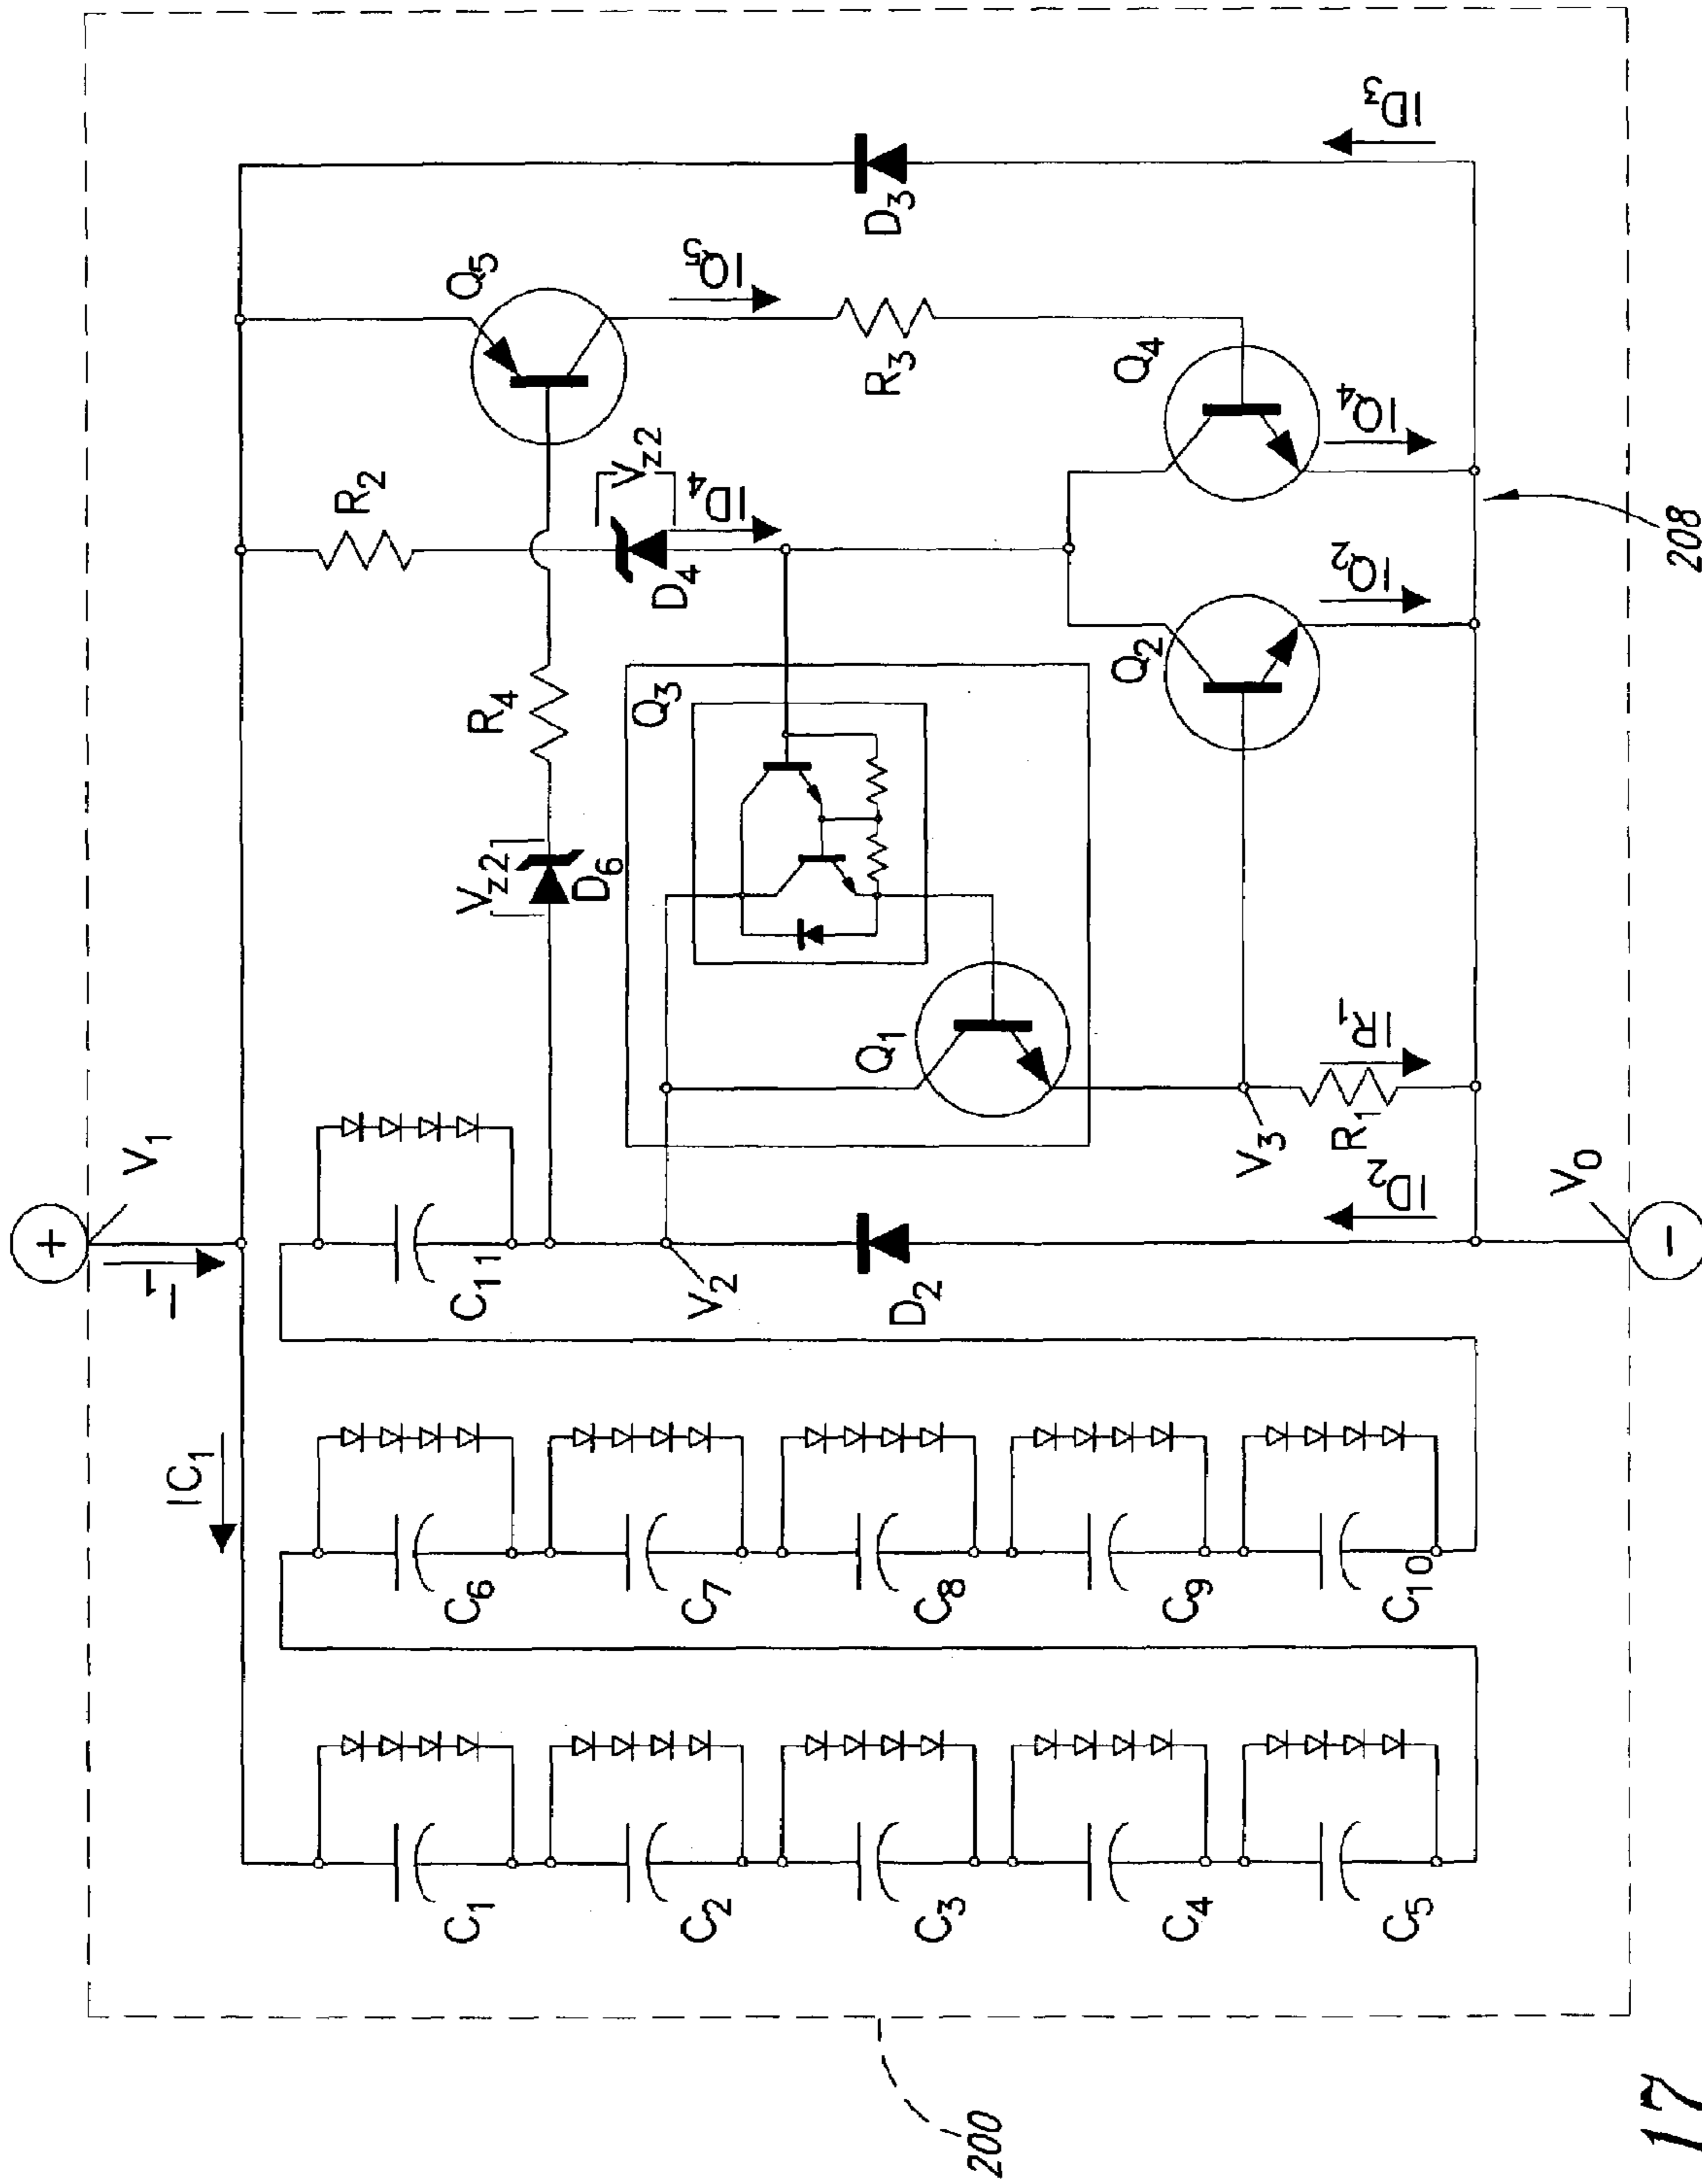 +
V1
I1
IC1
C1
C2
C3
C4
C5
C6
C7
C8
C9
C10
C11
V2
D2
ID2
V0
−
Vz2
D6
R4
Q3
Q1
V3
R1
IR1
R2
Vz2
D4
ID4
Q5
IQ5
R3
Q2
IQ2
Q4
IQ4
D3
ID3
208
200
17